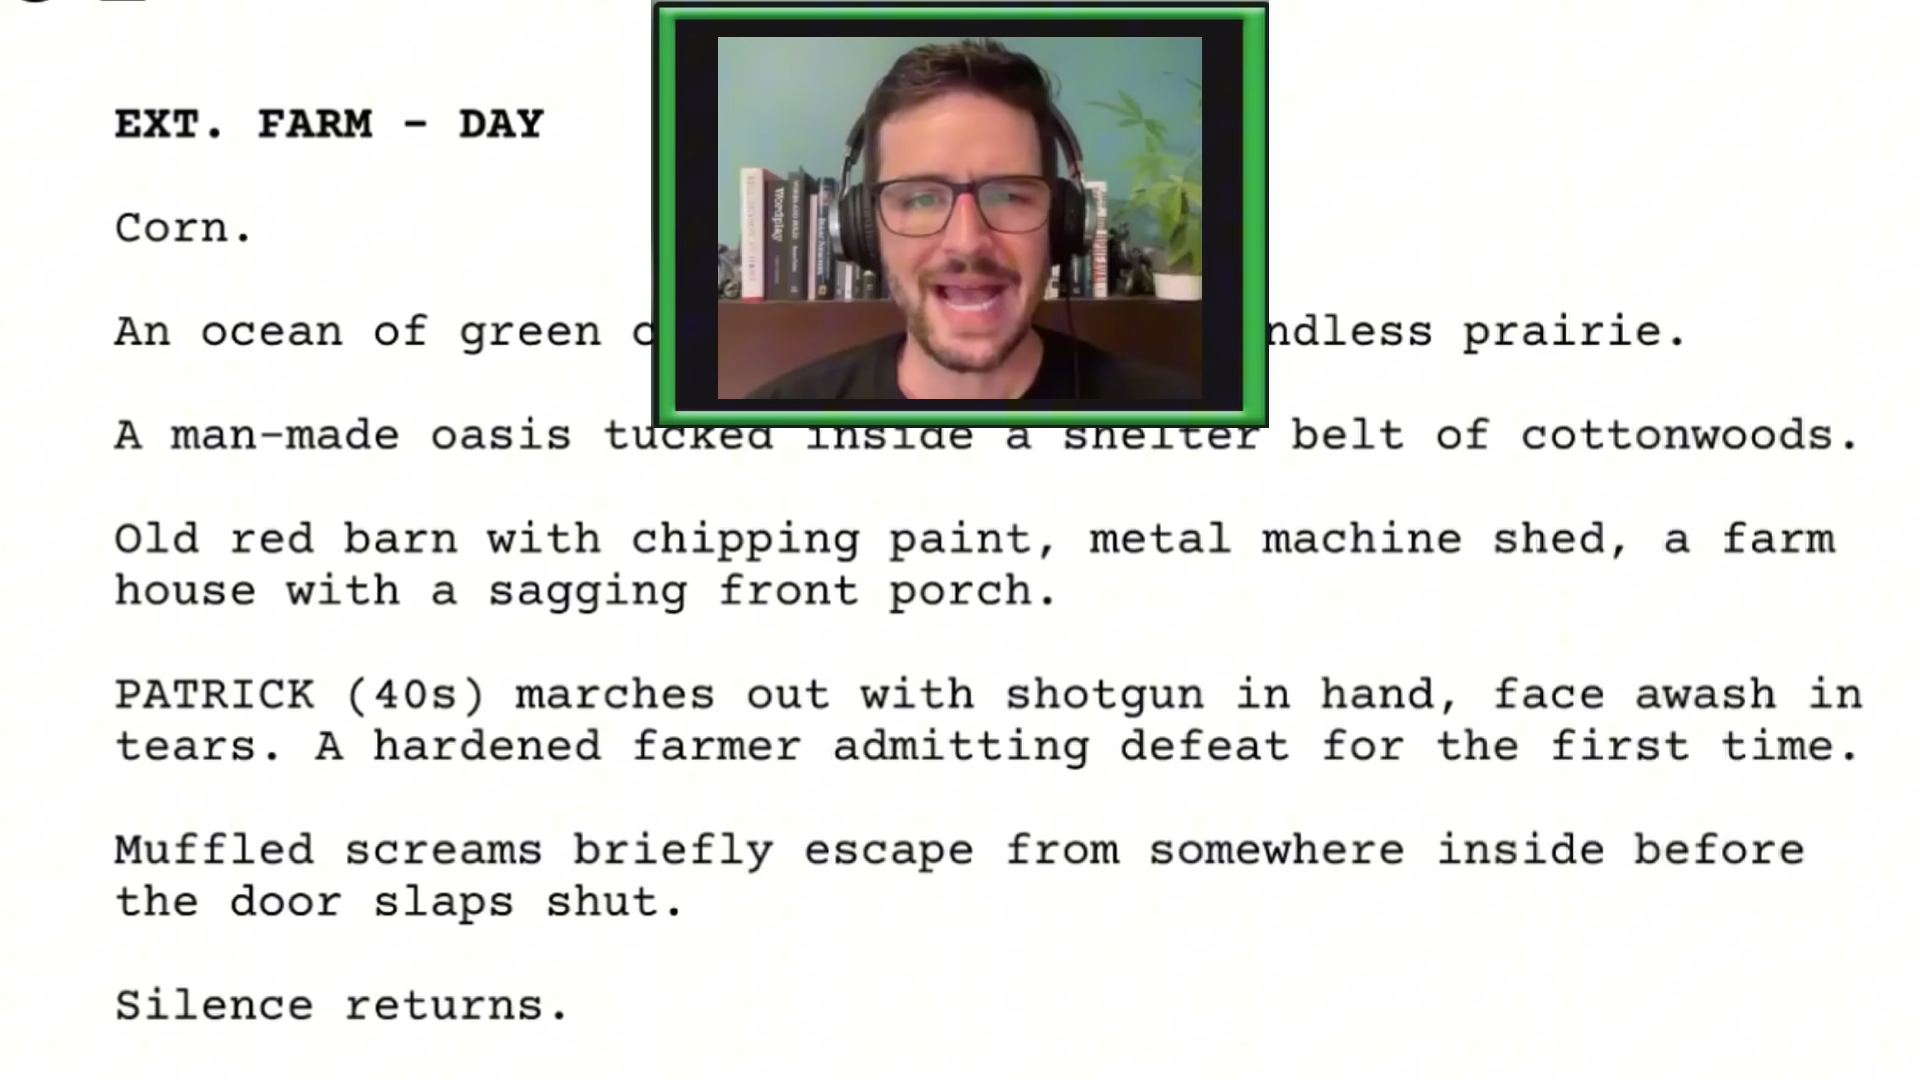 EXT. FARM - DAY
Corn.
An ocean of green prairie.
A man-made oasis tucked inside a shelter belt of cottonwoods.
Old red barn with chipping paint, metal machine shed, a farm
house with a sagging front porch.
PATRICK (40s) marches out with shotgun in hand, face awash in
tears. A hardened farmer admitting defeat for the first time.
Muffled screams briefly escape from somewhere inside before
the door slaps shut.
Silence returns.
Wordplay